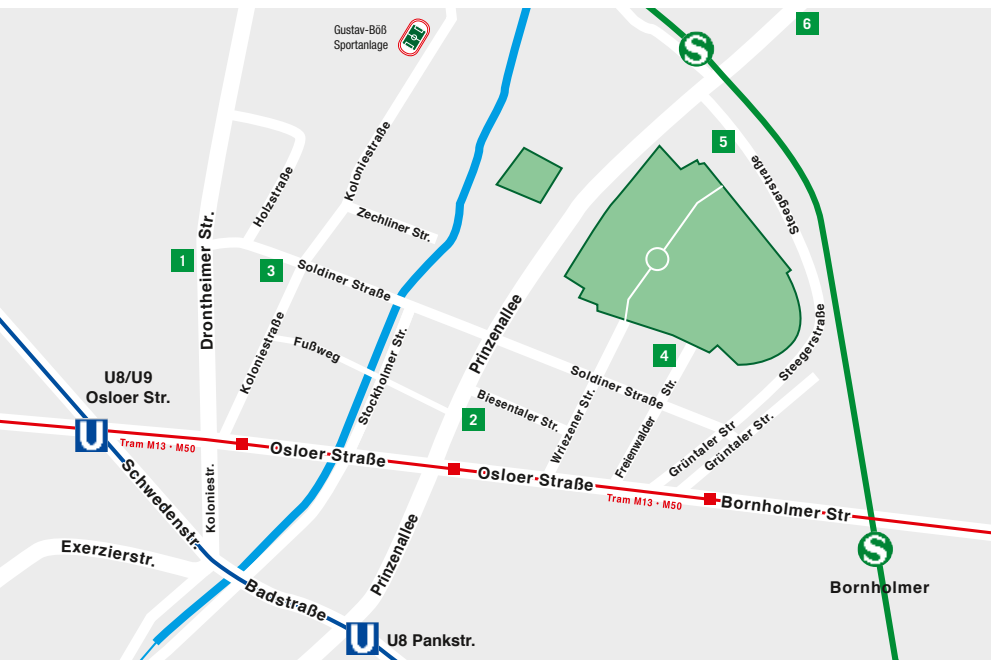 Gustav-Böß
Sportanlage
6
S
5
Steegerstraße
Koloniestraße
Holzstraße
Zechliner Str.
Drontheimer Str.
1
3
Soldiner Straße
Prinzenallee
Steegerstraße
Koloniestraße
Fußweg
Stockholmer Str.
4
U8/U9
Osloer Str.
Soldiner Straße
Biesentaler Str.
2
Wriezener Str.
Freienwalder Str.
Grüntaler Str
Grüntaler Str.
U
Tram M13 · M50
Osloer Straße
Osloer Straße
Tram M13 · M50
Bornholmer Str
Schwedenstr.
Koloniestr.
Exerzierstr.
Prinzenallee
S
Bornholmer
Badstraße
U
U8 Pankstr.